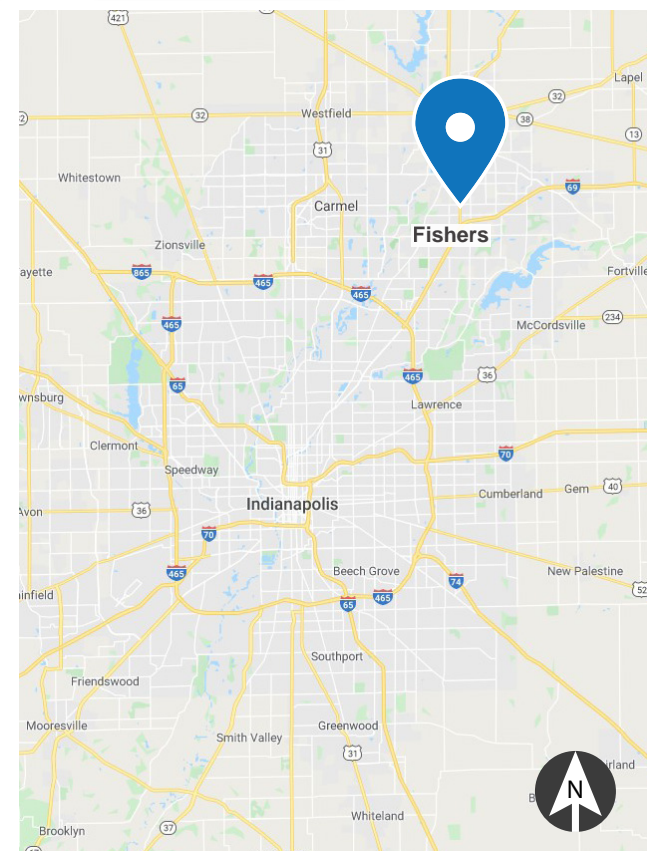 421
Lapel
32
32
Westfield
38
2
13
31
Whitestown
69
Carmel
Fishers
Zionsville
ayette
865
465
Fortville
465
234
465
McCordsville
465
36
65
wnsburg
Lawrence
Clermont
70
Speedway
Cumberland
Gem
40
Indianapolis
Avon
36
70
Beech Grove
New Palestine
465
74
52
ainfield
465
65
Southport
Friendswood
Mooresville
Greenwood
Smith Valley
31
irland
N
B
Whiteland
Brooklyn
37
67